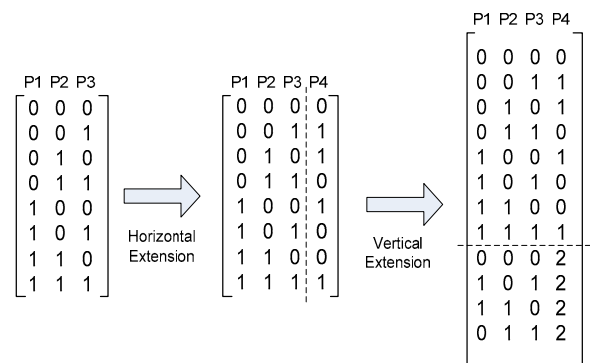 P1 P2 P3
0 0 0
0 0 1
0 1 0
0 1 1
1 0 0
1 0 1
1 1 0
1 1 1
Horizontal
Extension
P1 P2 P3 P4
0 0 0 0
0 0 1 1
0 1 0 1
0 1 1 0
1 0 0 1
1 0 1 0
1 1 0 0
1 1 1 1
Vertical
Extension
P1 P2 P3 P4
0 0 0 0
0 0 1 1
0 1 0 1
0 1 1 0
1 0 0 1
1 0 1 0
1 1 0 0
1 1 1 1
0 0 0 2
1 0 1 2
1 1 0 2
0 1 1 2